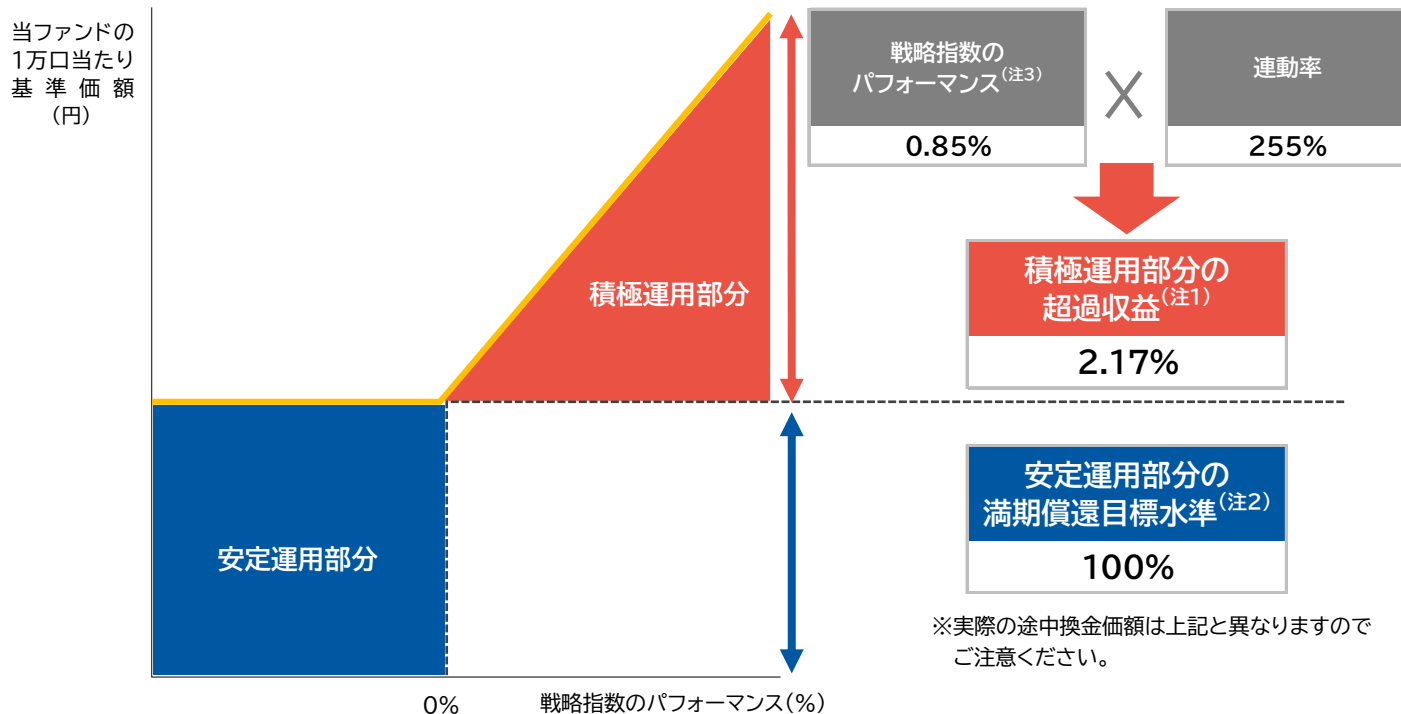 当ファンドの
1万口当たり
基準価額
(円)
戦略指数の
パフォーマンス(注3)
0.85%
連動率
255%
積極運用部分の
超過収益(注1)
2.17%
積極運用部分
安定運用部分の
満期償還目標水準(注2)
100%
安定運用部分
※実際の途中換金価額は上記と異なりますので
ご注意ください。
0%
戦略指数のパフォーマンス(%)